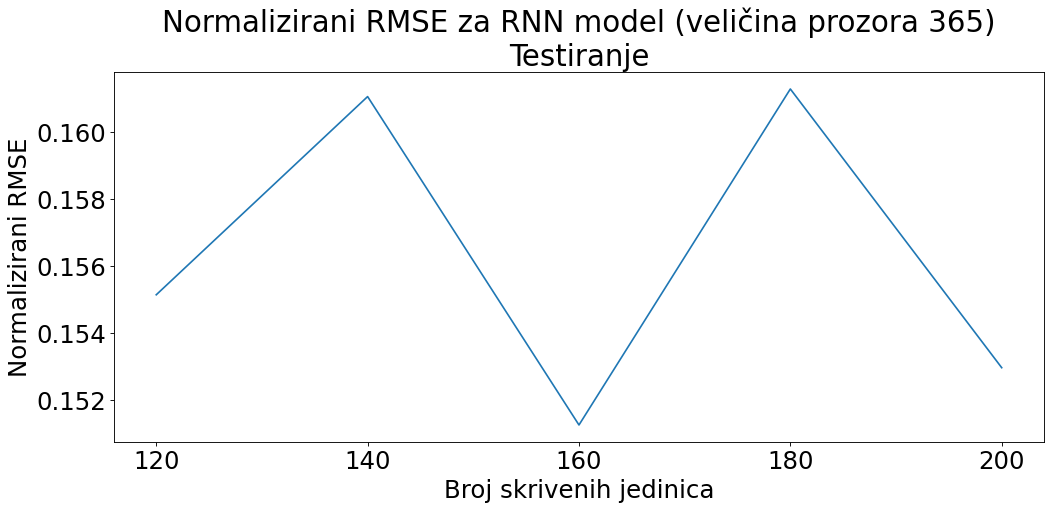 Normalizirani RMSE za RNN model (veličina prozora 365)
Testiranje
Normalizirani RMSE
0.160
0.158
0.156
0.154
0.152
120 140 160 180 200
Broj skrivenih jedinica